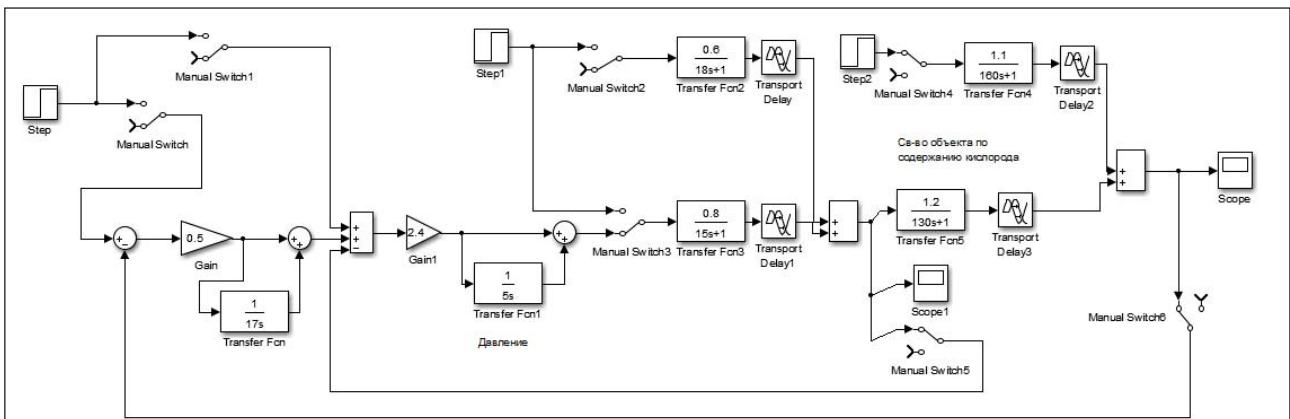 Step
Manual Switch1
Manual Switch
0.5
Gain
1
17s
Transfer Fcn
+
+
−
2.4
Gain1
1
5s
Transfer Fcn1
Давление
Step1
Manual Switch2
0.6
18s+1
Transfer Fcn2
Transport
Delay
Manual Switch3
0.8
15s+1
Transfer Fcn3
Transport
Delay1
+
+
Step2
Manual Switch4
1.1
160s+1
Transfer Fcn4
Transport
Delay2
Св-во объекта по
содержанию кислорода
1.2
130s+1
Transfer Fcn5
Transport
Delay3
+
+
Scope
Scope1
Manual Switch5
Manual Switch6